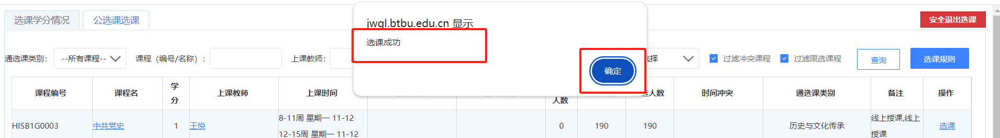 选课学分情况
公选课选课
jwgl.btbu.edu.cn 显示
选课成功
确定
安全退出选课
通选课类别：
--所有课程--
课程（编号/名称）：
上课教师：
选择
过滤冲突课程
过滤限选课程
查询
选课规则
课程编号
课程名
学分
上课教师
上课时间
人数
选人数
时间冲突
通选课类别
备注
操作
HISB1G0003
中共党史
1
王悦
8-11周 星期一 11-12
12-15周 星期一 11-12
0
190
190
历史与文化传承
线上授课,线上
授课
选课